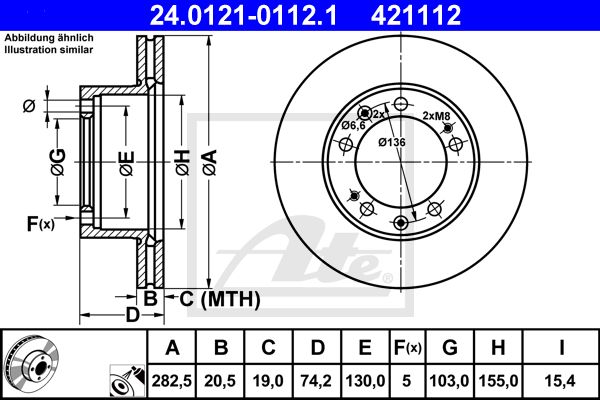 24.0121-0112.1 421112
Abbildung ähnlich
Illustration similar
Ø
ØG
ØE
ØH
ØA
F(x)
B
C (MTH)
D
2x
Ø6,6
2xM8
Ø136
Ate
A B C D E F(x) G H I
282,5 20,5 19,0 74,2 130,0 5 103,0 155,0 15,4